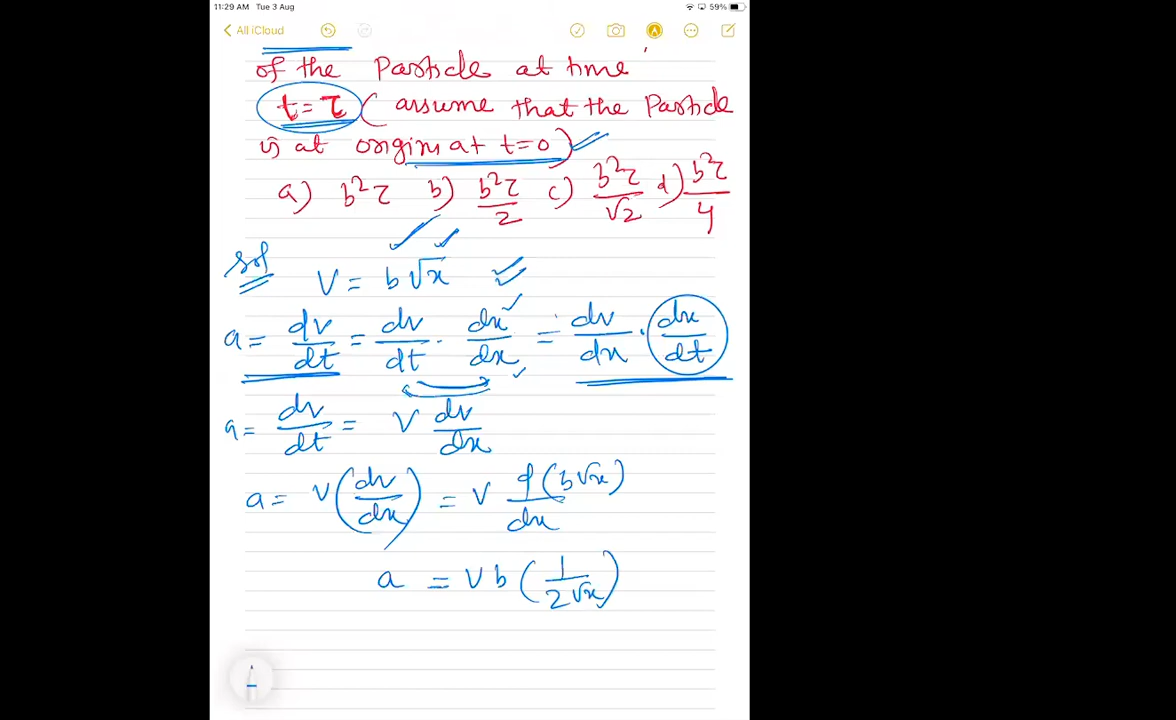 11:29 AM Tue 3 Aug 59%
All iCloud
of the Particle at time
t = τ ( assume that the Particle
is at origin at t=0)
a) b²τ b) b²τ/2 c) b²τ/√2 d) b²τ/4
Sol
V = b√x
a = dv/dt = dv/dt · dx/dx = dv/dx · dx/dt
a = dv/dt = V dv/dx
a = V(dv/dx) = V d(b√x)/dx
a = V b (1/2√x)